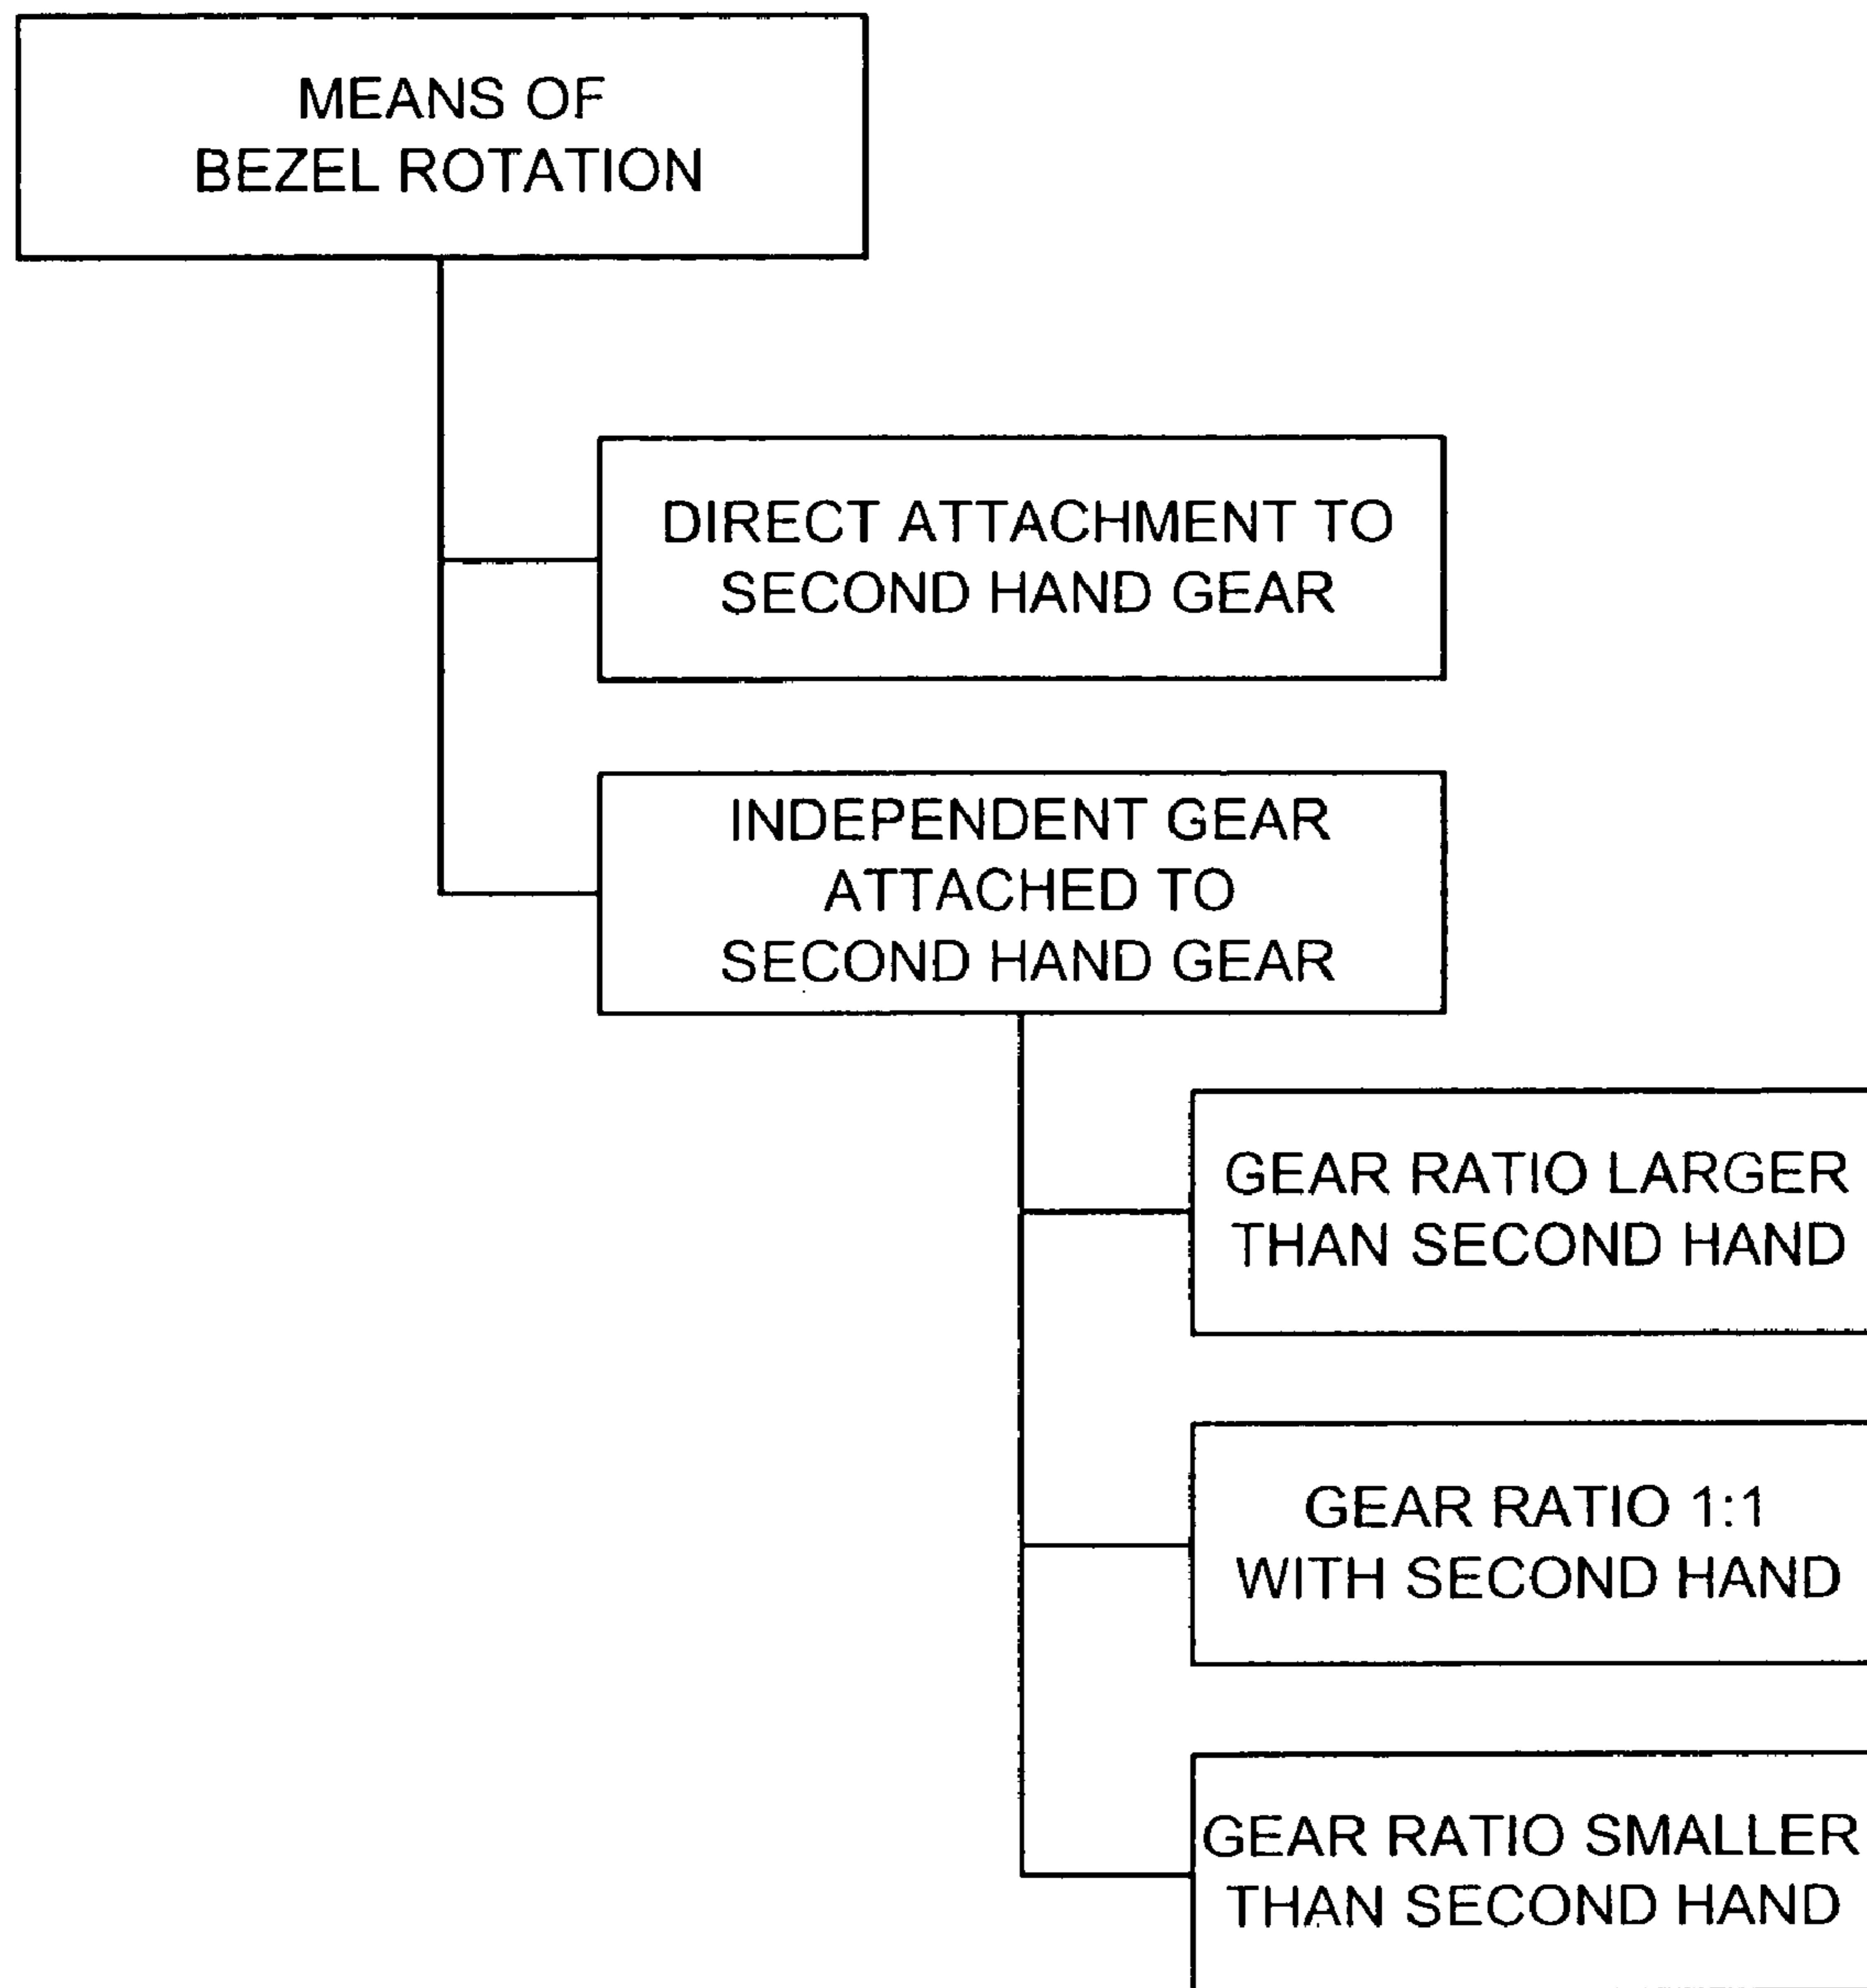 MEANS OF
BEZEL ROTATION
DIRECT ATTACHMENT TO
SECOND HAND GEAR
INDEPENDENT GEAR
ATTACHED TO
SECOND HAND GEAR
GEAR RATIO LARGER
THAN SECOND HAND
GEAR RATIO 1:1
WITH SECOND HAND
GEAR RATIO SMALLER
THAN SECOND HAND